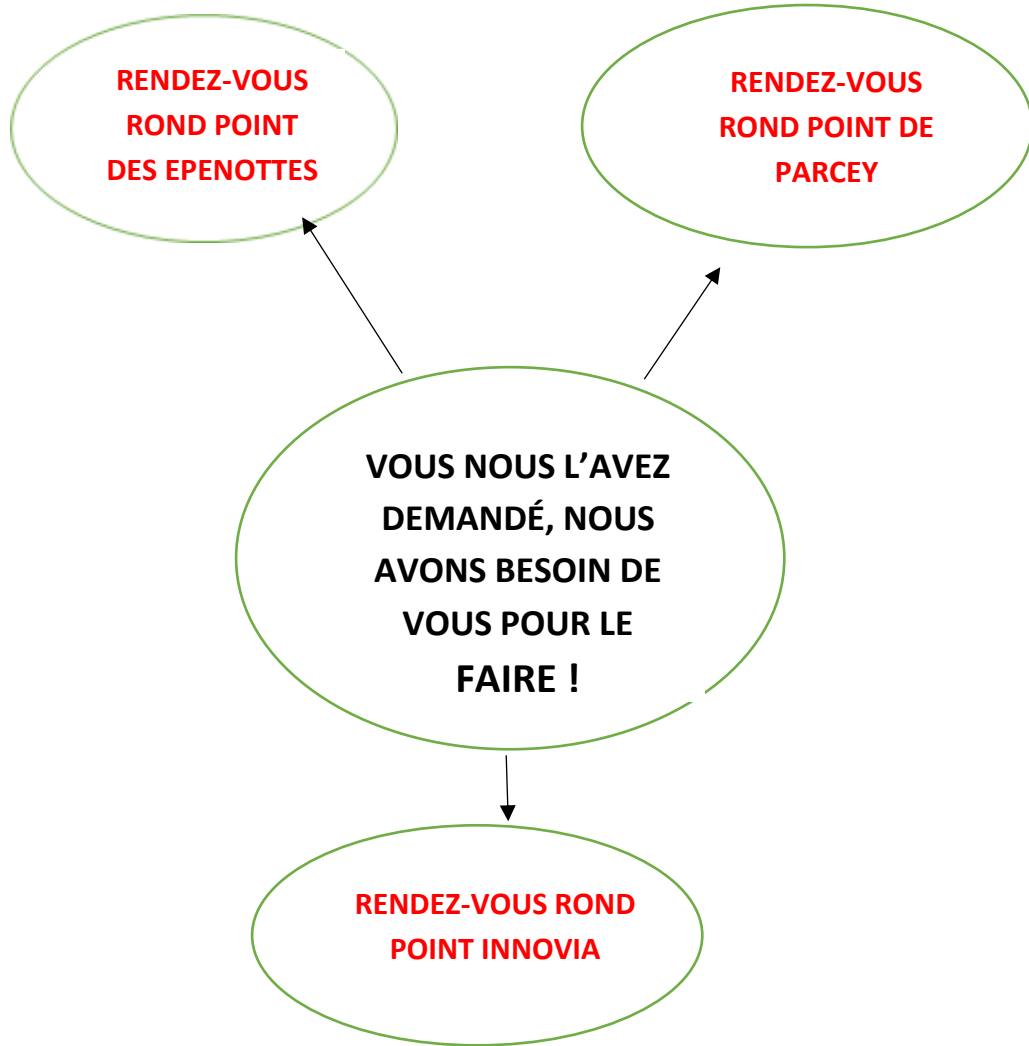 RENDEZ-VOUS
ROND POINT
DES EPENOTTES
RENDEZ-VOUS
ROND POINT DE
PARCEY
VOUS NOUS L’AVEZ
DEMANDÉ, NOUS
AVONS BESOIN DE
VOUS POUR LE
FAIRE !
RENDEZ-VOUS ROND
POINT INNOVIA